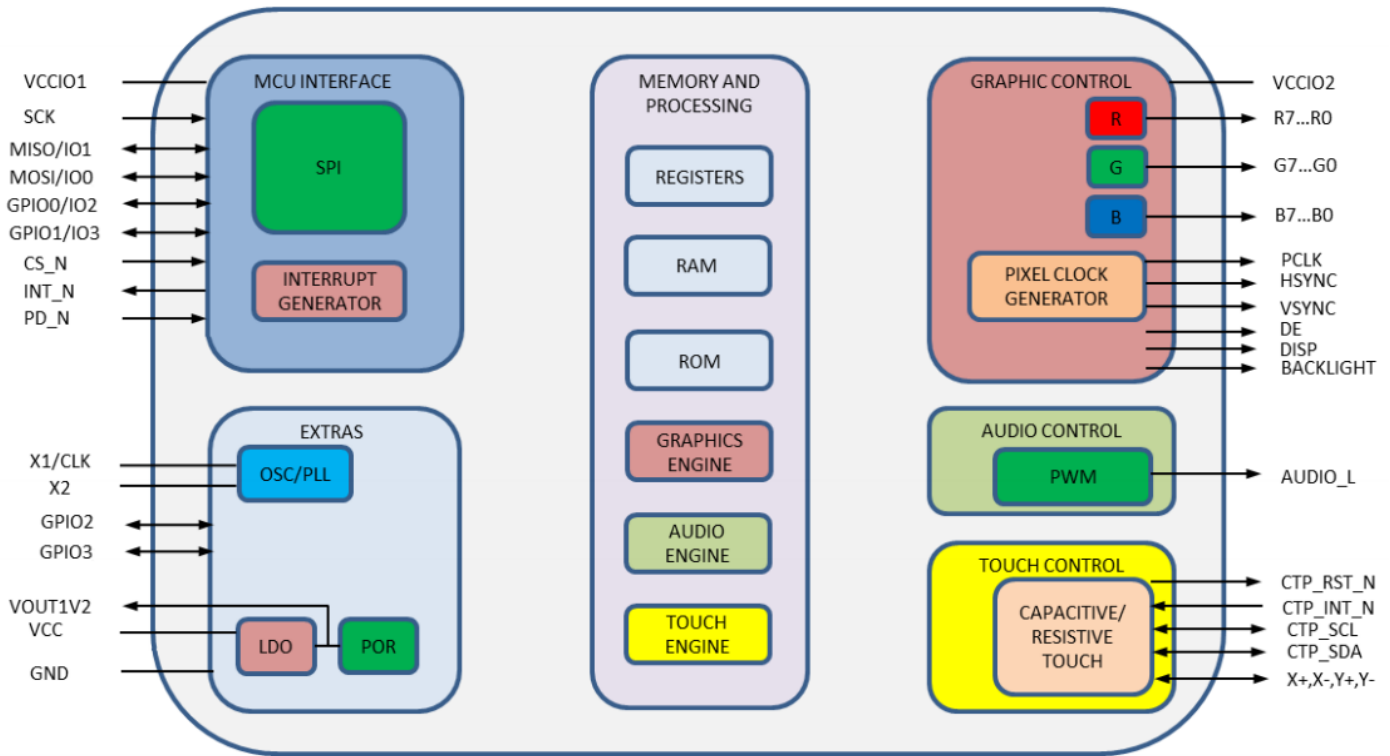 VCCIO1
SCK
MISO/IO1
MOSI/IO0
GPIO0/IO2
GPIO1/IO3
CS_N
INT_N
PD_N
MCU INTERFACE
SPI
INTERRUPT
GENERATOR
X1/CLK
X2
GPIO2
GPIO3
VOUT1V2
VCC
GND
EXTRAS
OSC/PLL
LDO
POR
MEMORY AND
PROCESSING
REGISTERS
RAM
ROM
GRAPHICS
ENGINE
AUDIO
ENGINE
TOUCH
ENGINE
GRAPHIC CONTROL
R
G
B
PIXEL CLOCK
GENERATOR
VCCIO2
R7...R0
G7...G0
B7...B0
PCLK
HSYNC
VSYNC
DE
DISP
BACKLIGHT
AUDIO CONTROL
PWM
AUDIO_L
TOUCH CONTROL
CAPACITIVE/
RESISTIVE
TOUCH
CTP_RST_N
CTP_INT_N
CTP_SCL
CTP_SDA
X+,X-,Y+,Y-